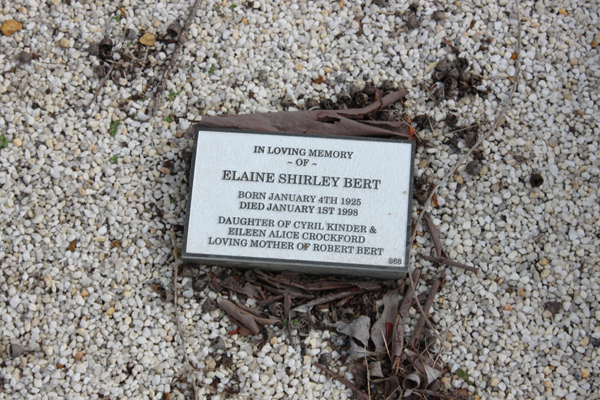 IN LOVING MEMORY
~ OF ~
ELAINE SHIRLEY BERT
BORN JANUARY 4TH 1925
DIED JANUARY 1ST 1998
DAUGHTER OF CYRIL KINDER &
EILEEN ALICE CROCKFORD
LOVING MOTHER OF ROBERT BERT
868